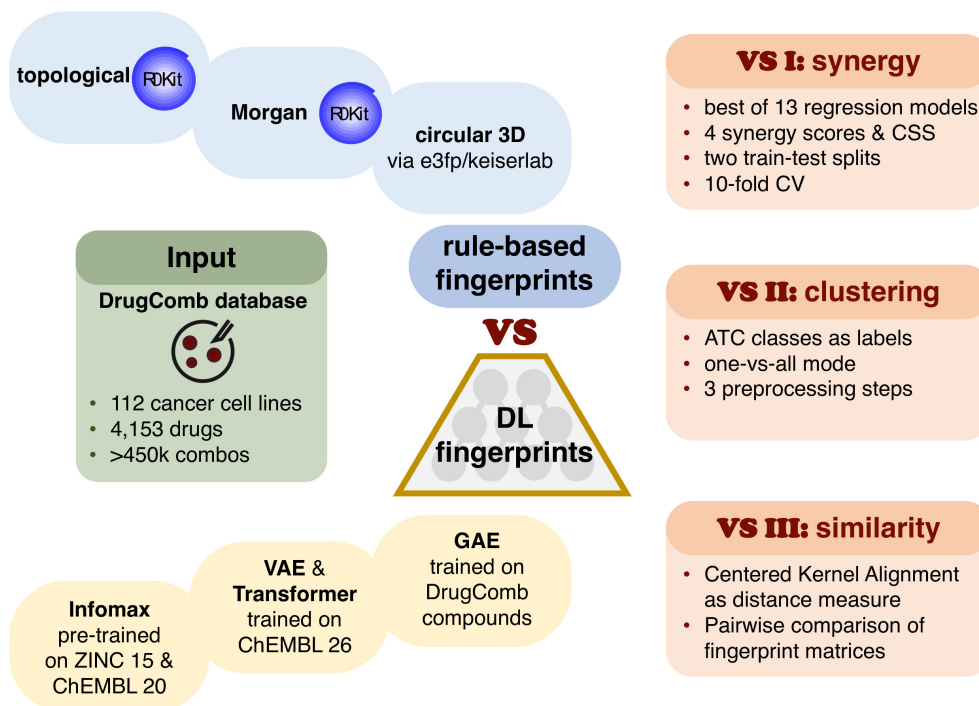 topological
RDKit
Morgan
RDKit
circular 3D
via e3fp/keiserlab
Input
DrugComb database
• 112 cancer cell lines
• 4,153 drugs
• >450k combos
rule-based
fingerprints
VS
DL
fingerprints
Infomax
pre-trained
on ZINC 15 &
ChEMBL 20
VAE &
Transformer
trained on
ChEMBL 26
GAE
trained on
DrugComb
compounds
VS I: synergy
• best of 13 regression models
• 4 synergy scores & CSS
• two train-test splits
• 10-fold CV
VS II: clustering
• ATC classes as labels
• one-vs-all mode
• 3 preprocessing steps
VS III: similarity
• Centered Kernel Alignment
as distance measure
• Pairwise comparison of
fingerprint matrices